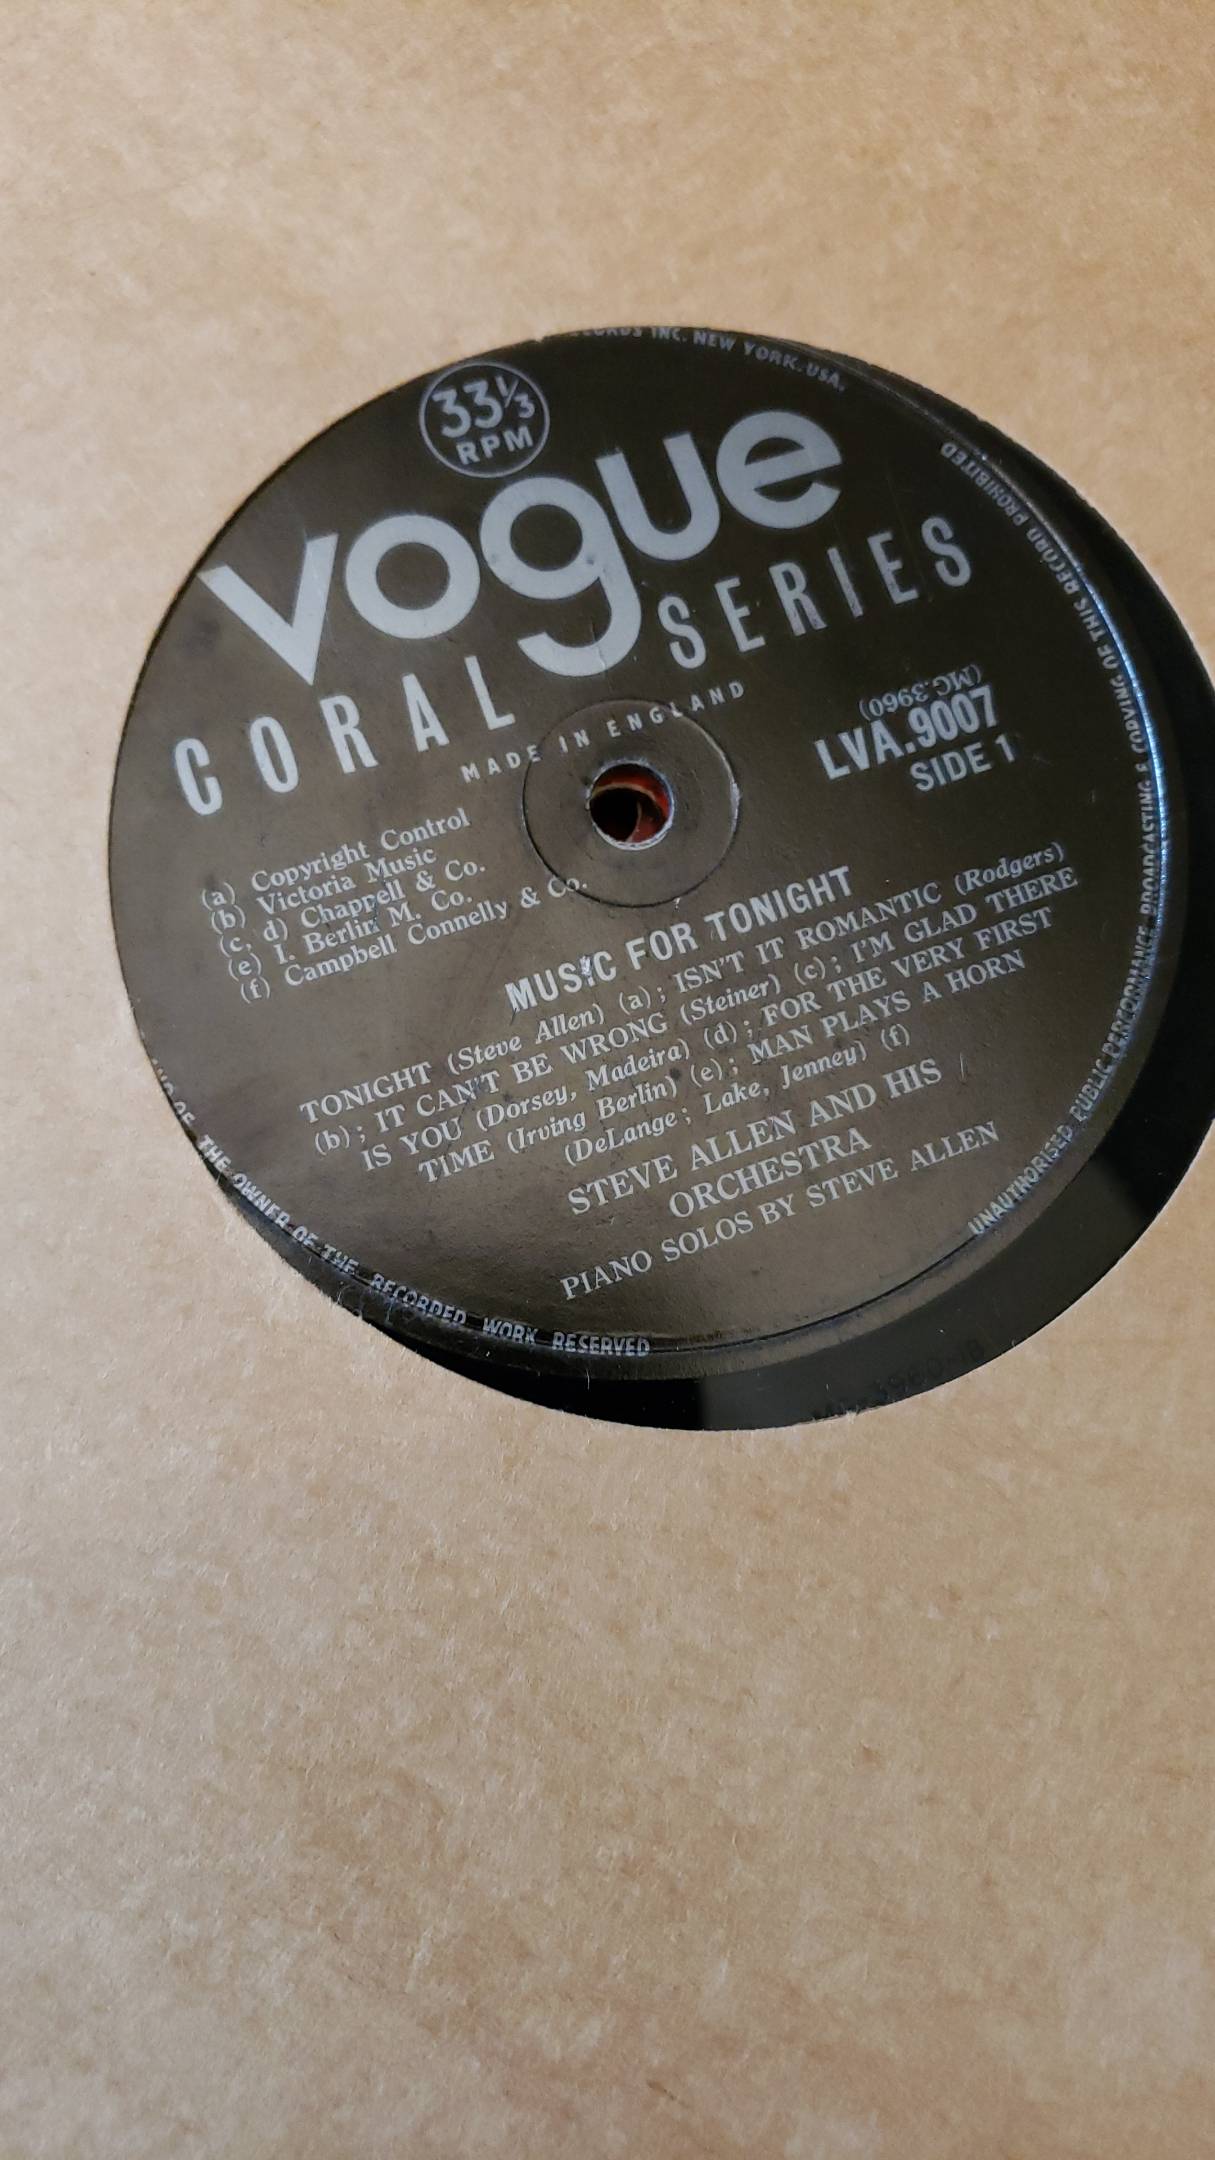 RECORDS INC. NEW YORK. USA.
33⅓
RPM
vogue
CORAL SERIES
MADE IN ENGLAND
(MG.3960)
LVA.9007
SIDE 1
(a) Copyright Control
(b) Victoria Music
(c, d) Chappell & Co.
(e) I. Berlin M. Co.
(f) Campbell Connelly & Co.
MUSIC FOR TONIGHT
TONIGHT (Steve Allen) (a); ISN'T IT ROMANTIC (Rodgers)
(b); IT CAN'T BE WRONG (Steiner) (c); I'M GLAD THERE
IS YOU (Dorsey, Madeira) (d); FOR THE VERY FIRST
TIME (Irving Berlin) (e); MAN PLAYS A HORN
(DeLange; Lake, Jenney) (f)
STEVE ALLEN AND HIS
ORCHESTRA
PIANO SOLOS BY STEVE ALLEN
OF THE OWNER OF THE RECORDED WORK RESERVED
UNAUTHORISED PUBLIC PERFORMANCE BROADCASTING & COPYING OF THIS RECORD PROHIBITED